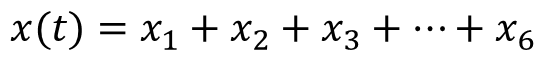 x(t) = x₁ + x₂ + x₃ + ⋯ + x₆